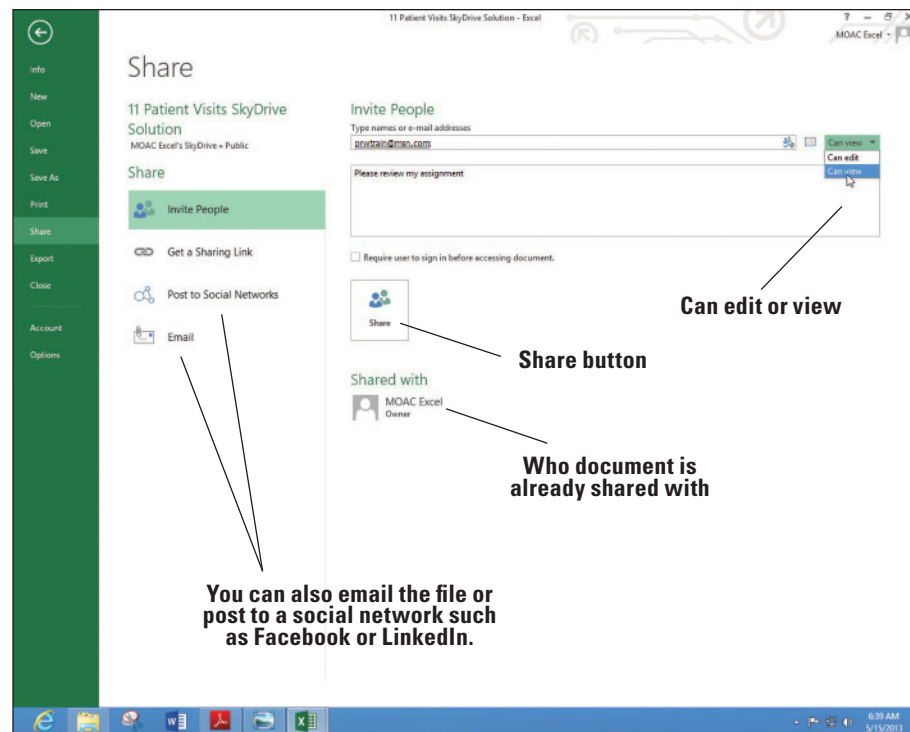 11 Patient Visits SkyDrive Solution - Excel
? – 
MOAC Excel
Info
New
Open
Save
Save As
Print
Share
Export
Close
Account
Options
Share
11 Patient Visits SkyDrive
Solution
MOAC Excel's SkyDrive » Public
Share
Invite People
Get a Sharing Link
Post to Social Networks
Email
Invite People
Type names or e-mail addresses
prwtrain@msn.com;
Can view
Can edit
Can view
Please review my assignment
Require user to sign in before accessing document.
Share
Shared with
MOAC Excel
Owner
Can edit or view
Share button
Who document is
already shared with
You can also email the file or
post to a social network such
as Facebook or LinkedIn.
6:39 AM
5/15/2013